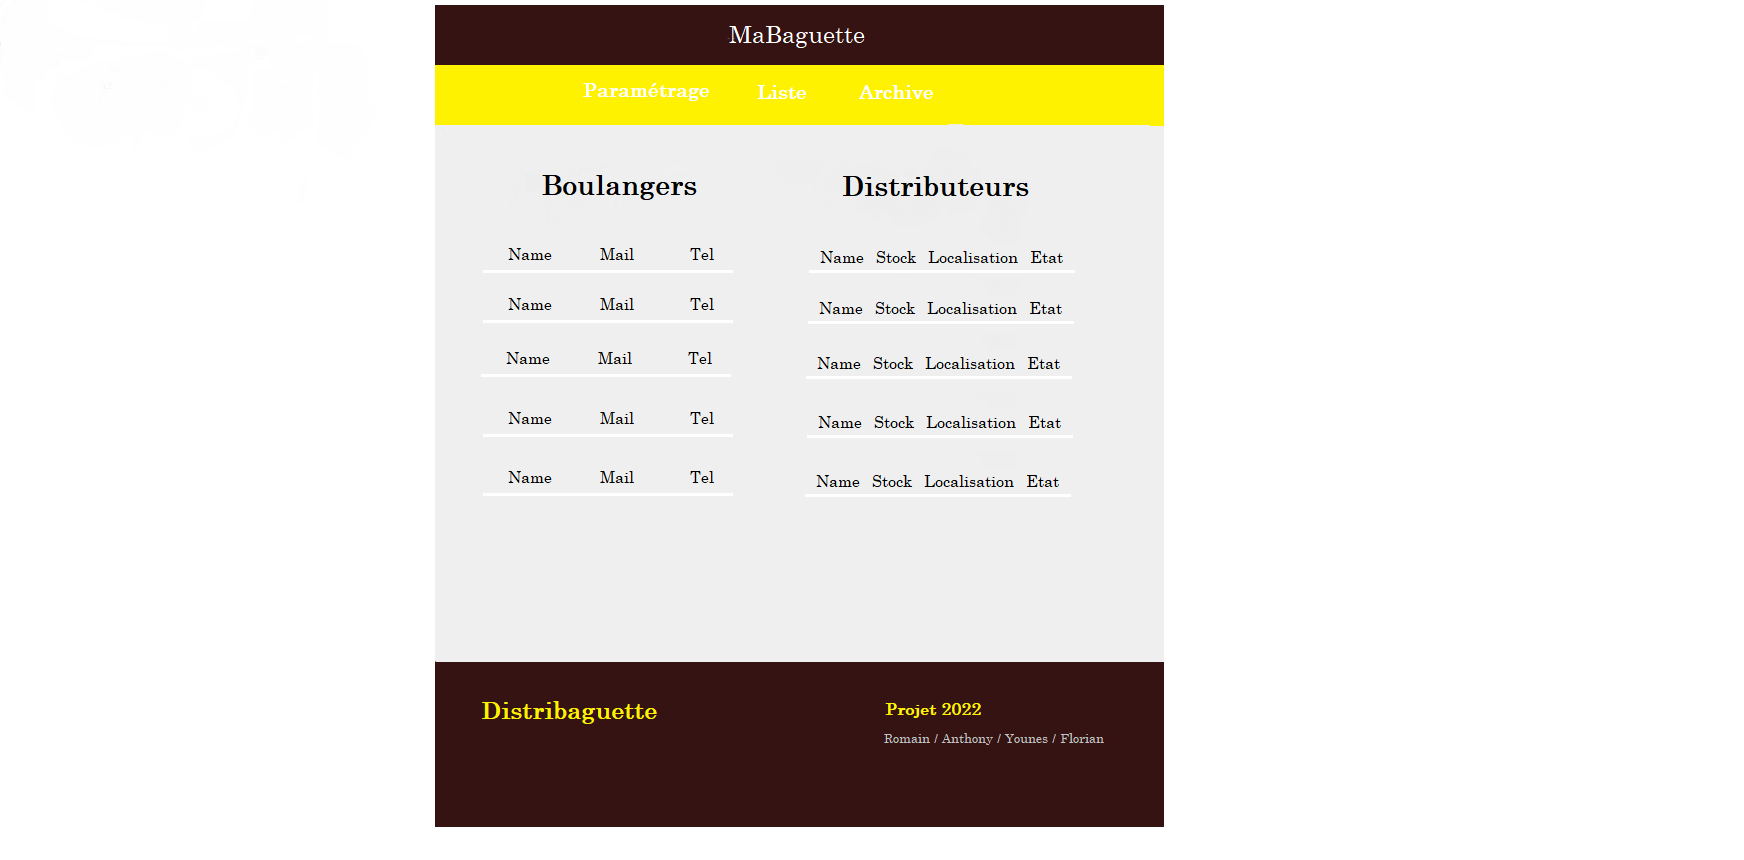 MaBaguette
Paramétrage Liste Archive
Boulangers
Name Mail Tel
Name Mail Tel
Name Mail Tel
Name Mail Tel
Name Mail Tel
Distributeurs
Name Stock Localisation Etat
Name Stock Localisation Etat
Name Stock Localisation Etat
Name Stock Localisation Etat
Name Stock Localisation Etat
Distribaguette
Projet 2022
Romain / Anthony / Younes / Florian